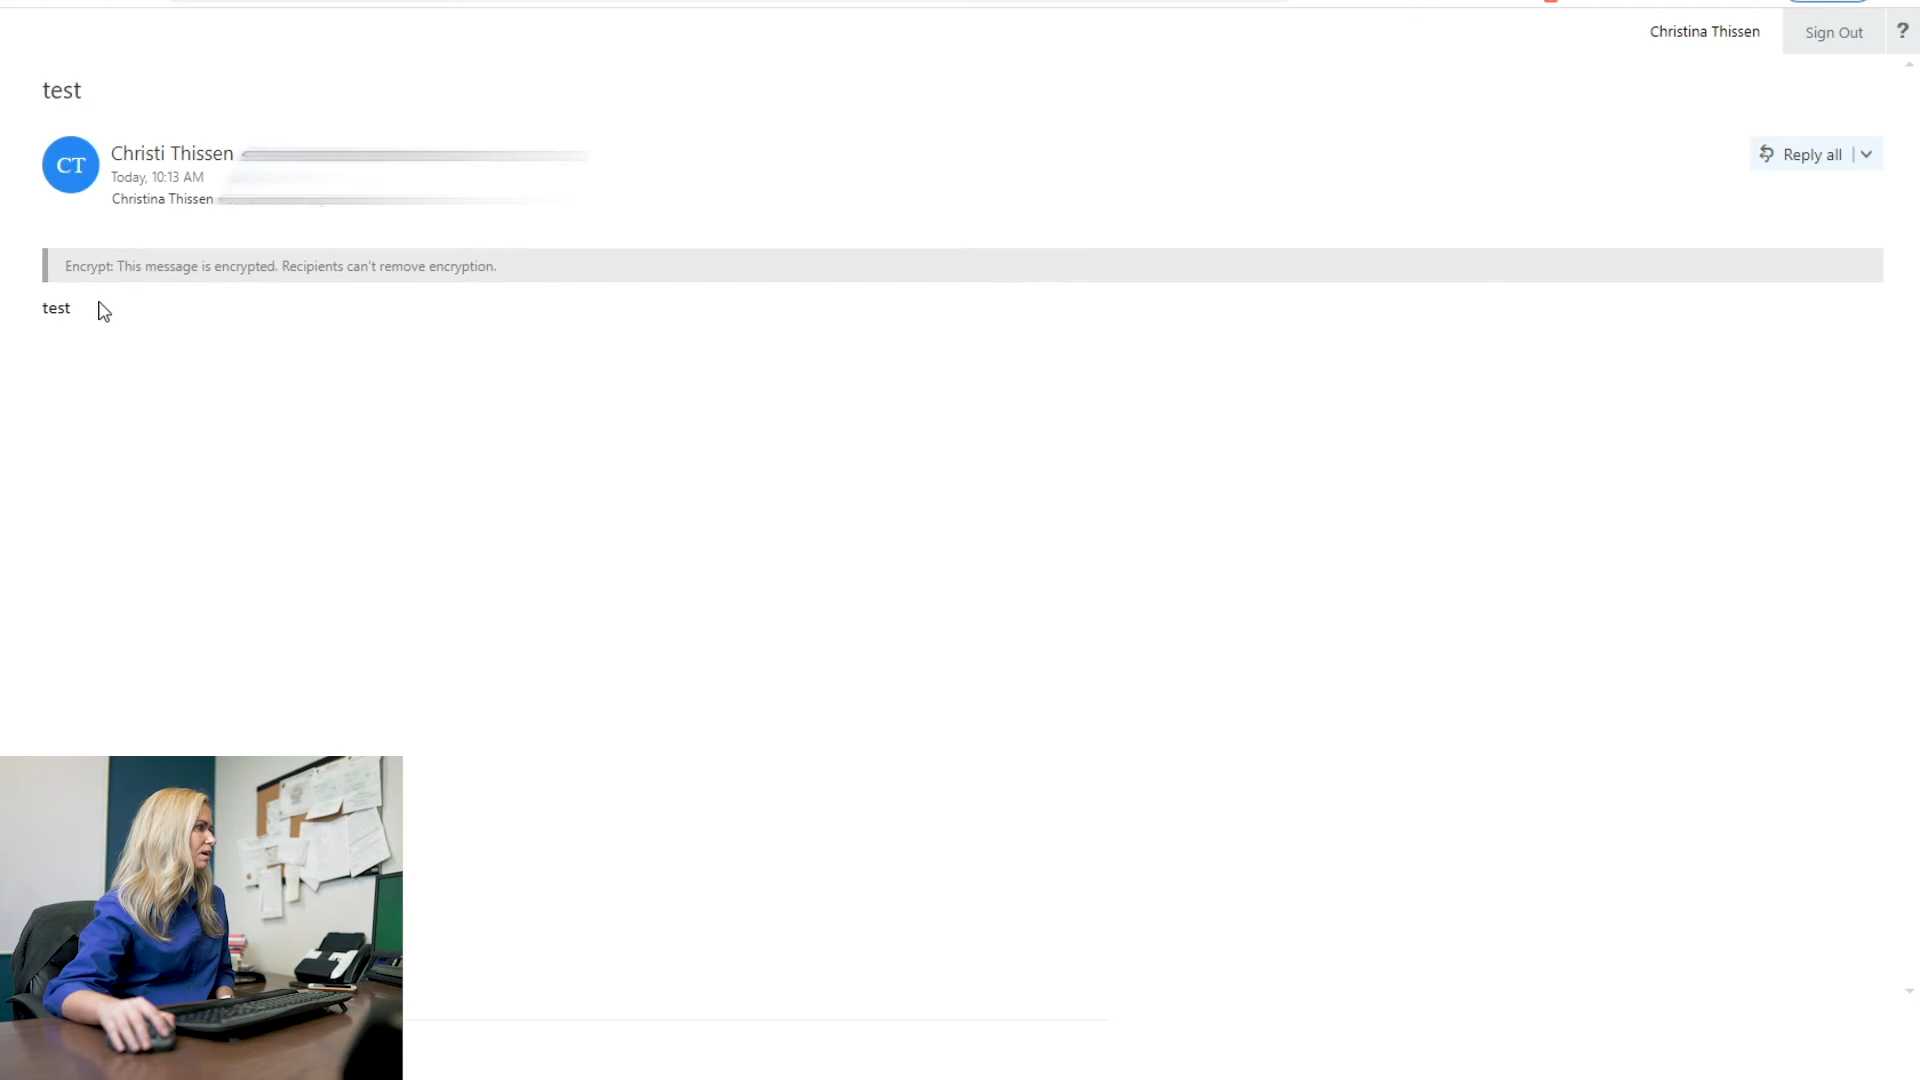 Christina Thissen
Sign Out
?
test
CT
Christi Thissen
Today, 10:13 AM
Christina Thissen
Reply all
Encrypt: This message is encrypted. Recipients can't remove encryption.
test